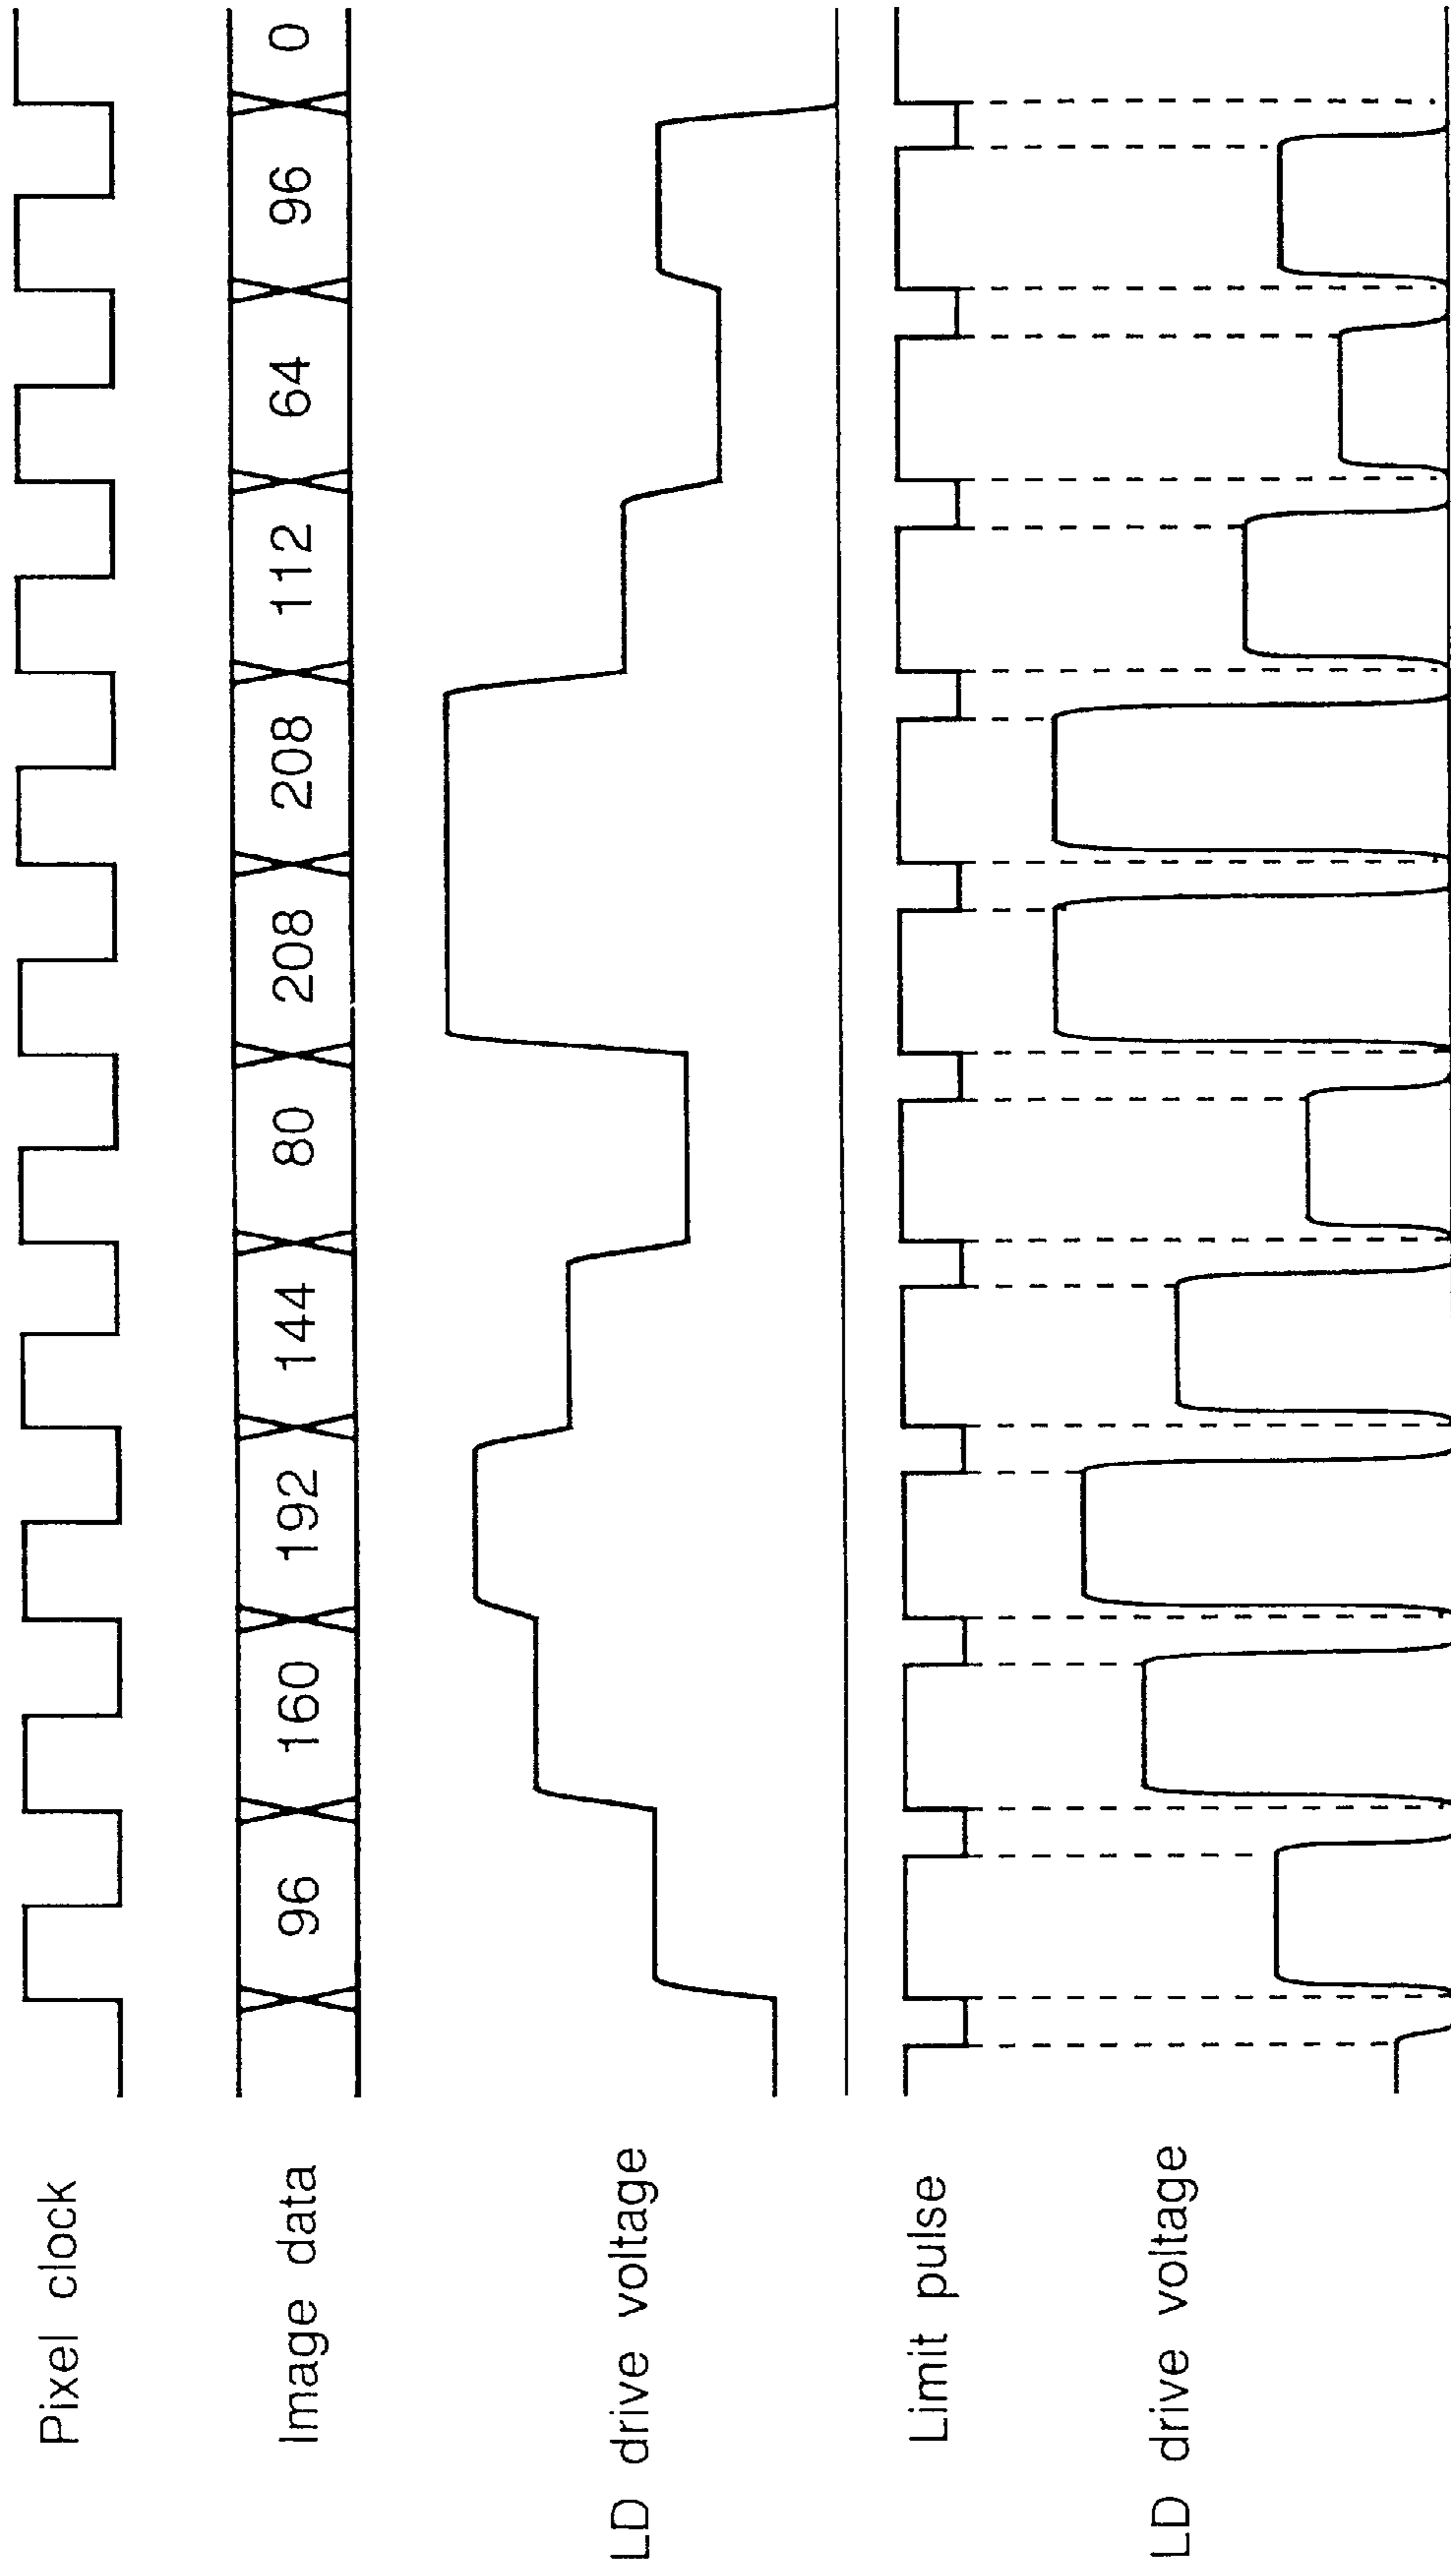 Pixel clock
Image data
96 160 192 144 80 208 208 112 64 96 0
LD drive voltage
Limit pulse
LD drive voltage